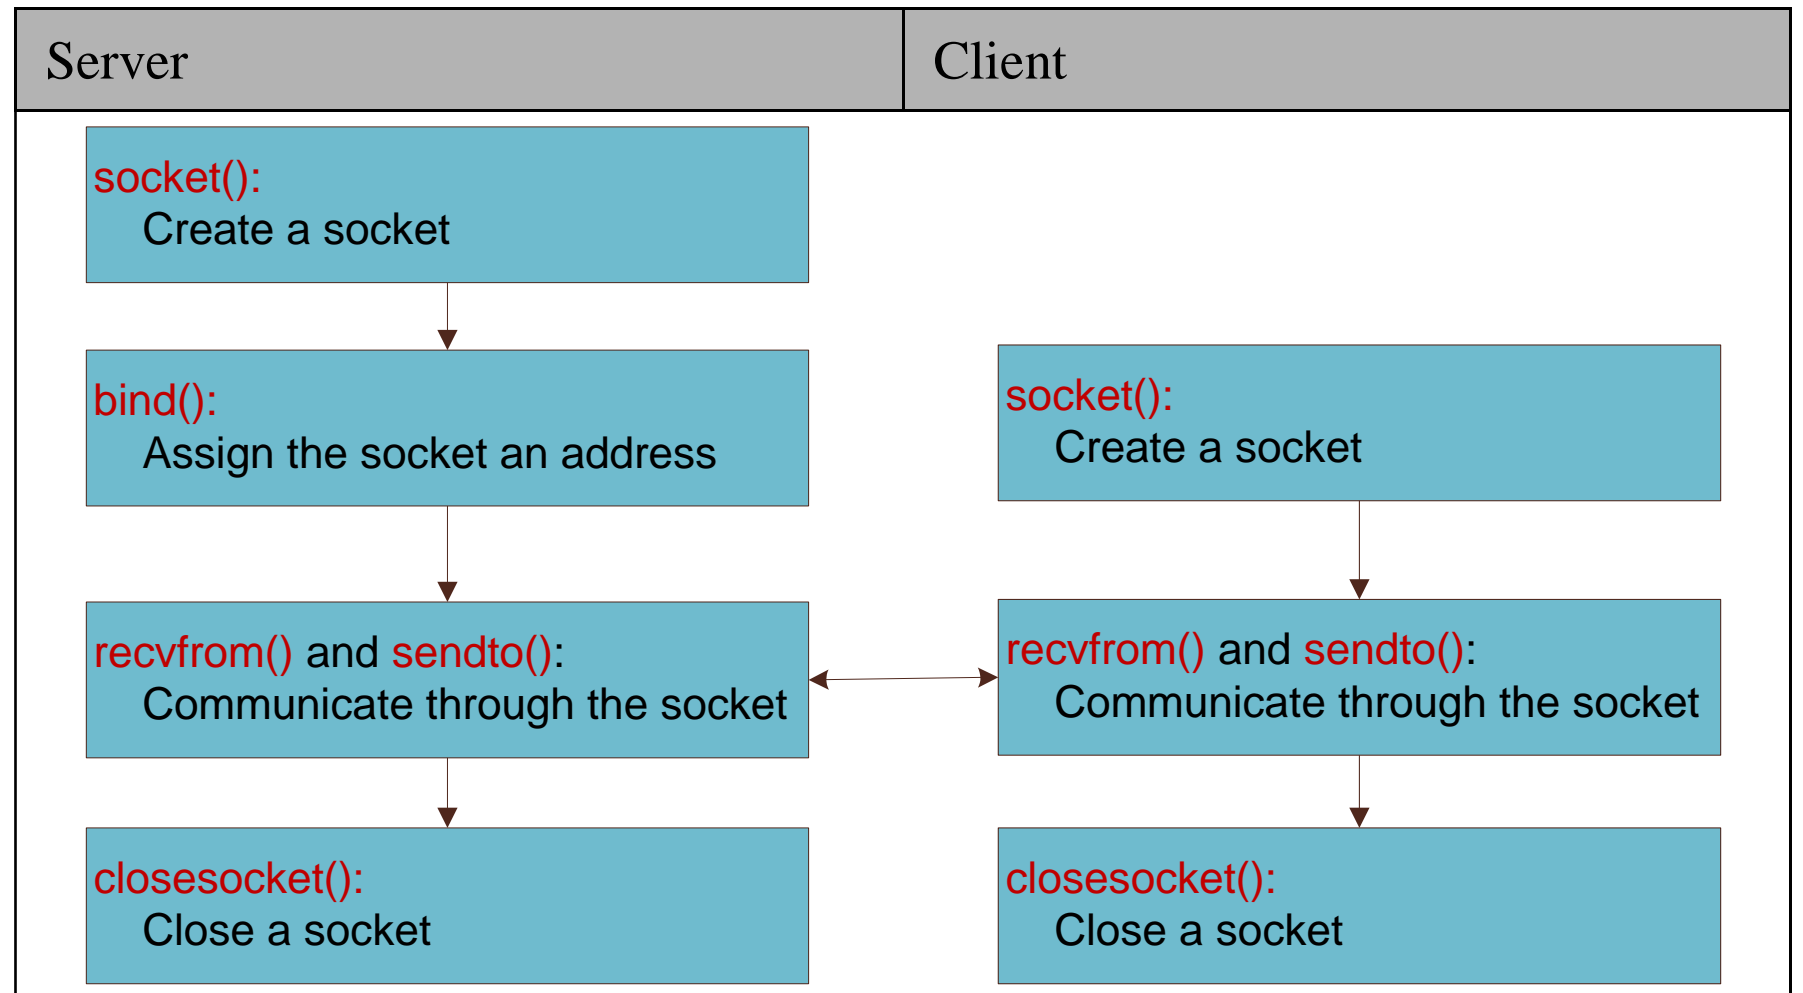 Server
Client
socket():
Create a socket
bind():
Assign the socket an address
recvfrom() and sendto():
Communicate through the socket
closesocket():
Close a socket
socket():
Create a socket
recvfrom() and sendto():
Communicate through the socket
closesocket():
Close a socket